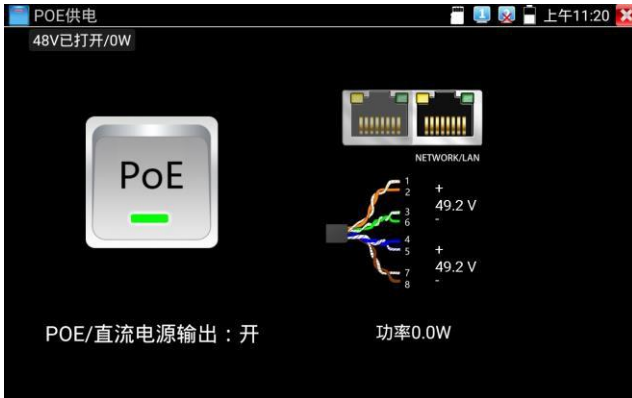 POE供电
上午11:20
48V已打开/0W
PoE
NETWORK/LAN
1
2
+
49.2 V
3
6
-
4
5
+
49.2 V
7
8
-
POE/直流电源输出：开
功率0.0W